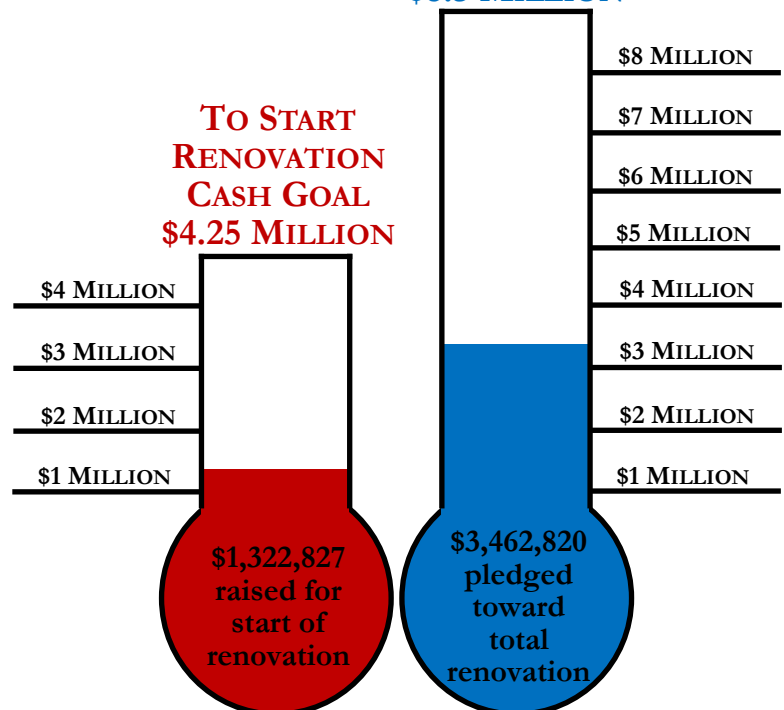 $8 MILLION
$7 MILLION
TO START
RENOVATION
CASH GOAL
$4.25 MILLION
$6 MILLION
$5 MILLION
$4 MILLION
$3 MILLION
$2 MILLION
$1 MILLION
$4 MILLION
$3 MILLION
$2 MILLION
$1 MILLION
$1,322,827
raised for
start of
renovation
$3,462,820
pledged
toward
total
renovation